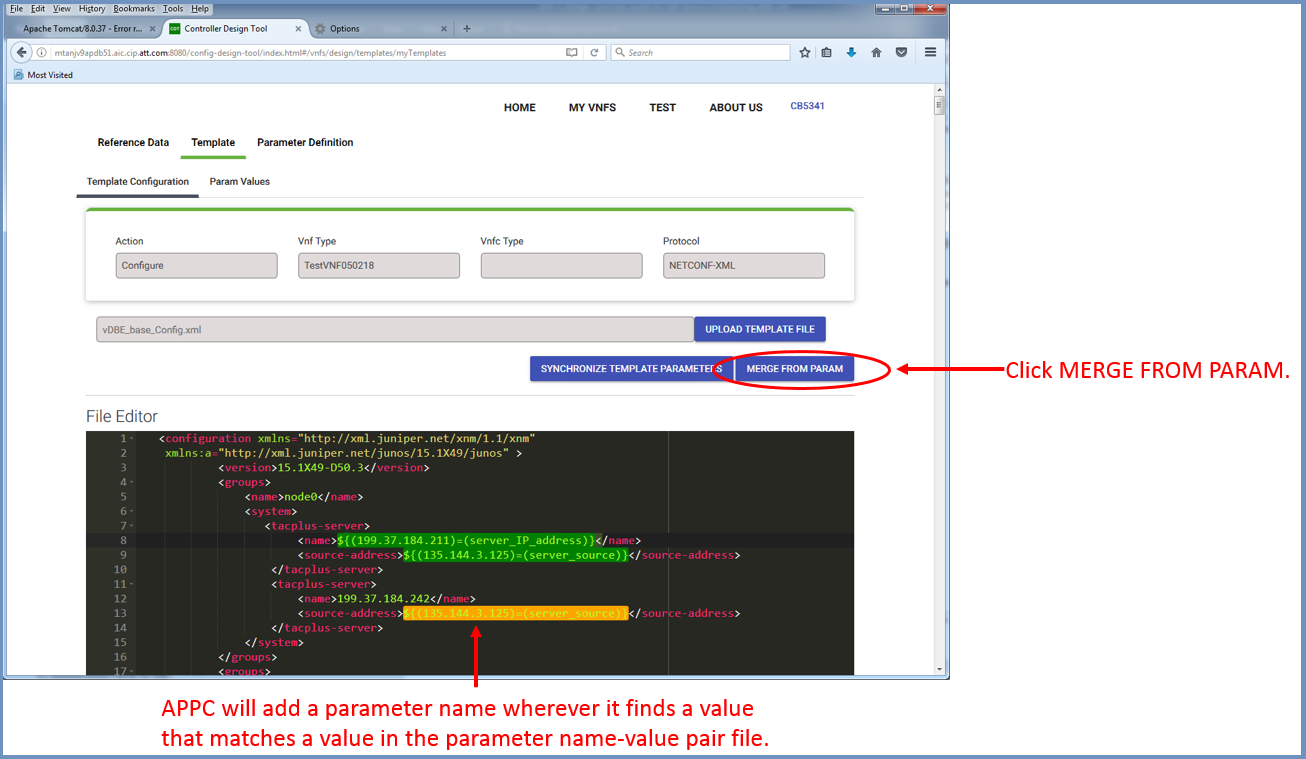 File Edit View History Bookmarks Tools Help
Apache Tomcat/8.0.37 - Error r... × CDT Controller Design Tool × Options × +
mtanjv9apdb51.aic.cip.att.com:8080/config-design-tool/index.html#/vnfs/design/templates/myTemplates Search
Most Visited
HOME MY VNFS TEST ABOUT US CB5341
Reference Data Template Parameter Definition
Template Configuration Param Values
Action Vnf Type Vnfc Type Protocol
Configure TestVNF050218 NETCONF-XML
vDBE_base_Config.xml UPLOAD TEMPLATE FILE
SYNCHRONIZE TEMPLATE PARAMETERS MERGE FROM PARAM
Click MERGE FROM PARAM.
File Editor
1 <configuration xmlns="http://xml.juniper.net/xnm/1.1/xnm"
2 xmlns:a="http://xml.juniper.net/junos/15.1X49/junos" >
3 <version>15.1X49-D50.3</version>
4 <groups>
5 <name>node0</name>
6 <system>
7 <tacplus-server>
8 <name>${(199.37.184.211)=(server_IP_address)}</name>
9 <source-address>${(135.144.3.125)=(server_source)}</source-address>
10 </tacplus-server>
11 <tacplus-server>
12 <name>199.37.184.242</name>
13 <source-address>${(135.144.3.125)=(server_source)}</source-address>
14 </tacplus-server>
15 </system>
16 </groups>
17 <groups>
APPC will add a parameter name wherever it finds a value
that matches a value in the parameter name-value pair file.